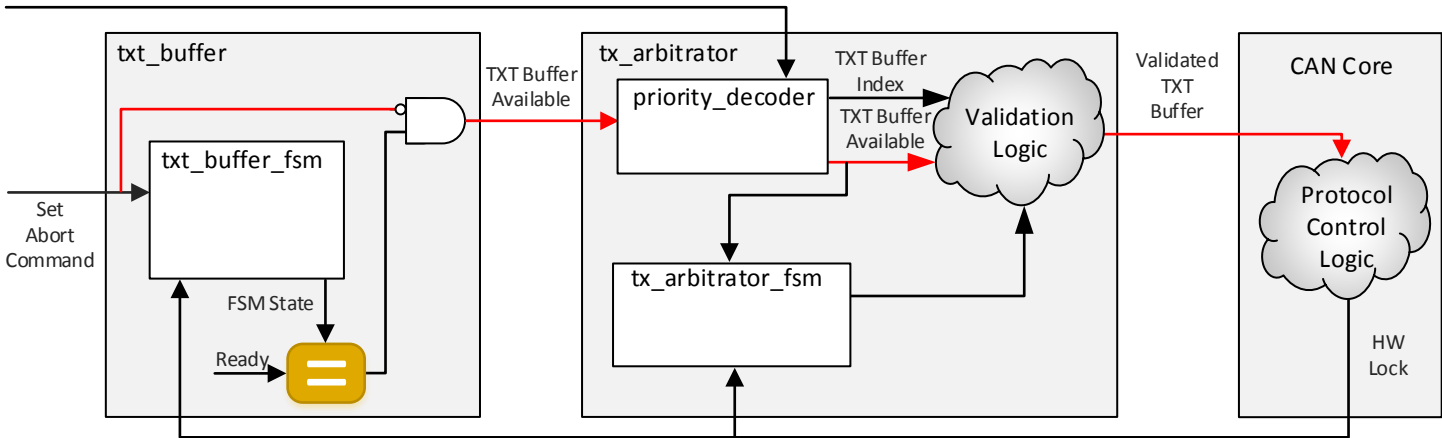 txt_buffer
txt_buffer_fsm
Set
Abort
Command
FSM State
Ready
TXT Buffer
Available
tx_arbitrator
priority_decoder
TXT Buffer
Index
TXT Buffer
Available
Validation
Logic
tx_arbitrator_fsm
Validated
TXT
Buffer
CAN Core
Protocol
Control
Logic
HW
Lock